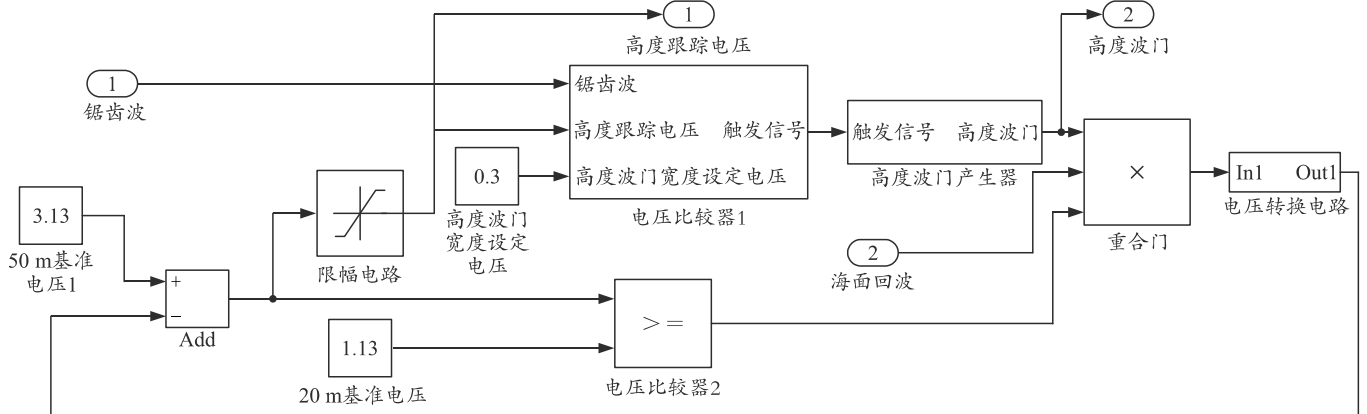 1
高度跟踪电压
2
高度波门
1
锯齿波
锯齿波
高度跟踪电压 触发信号
高度波门宽度设定电压
电压比较器1
触发信号 高度波门
高度波门产生器
0.3
高度波门
宽度设定
电压
×
重合门
In1 Out1
电压转换电路
3.13
50 m基准
电压1
限幅电路
2
海面回波
+
−
Add
1.13
20 m基准电压
> =
电压比较器2